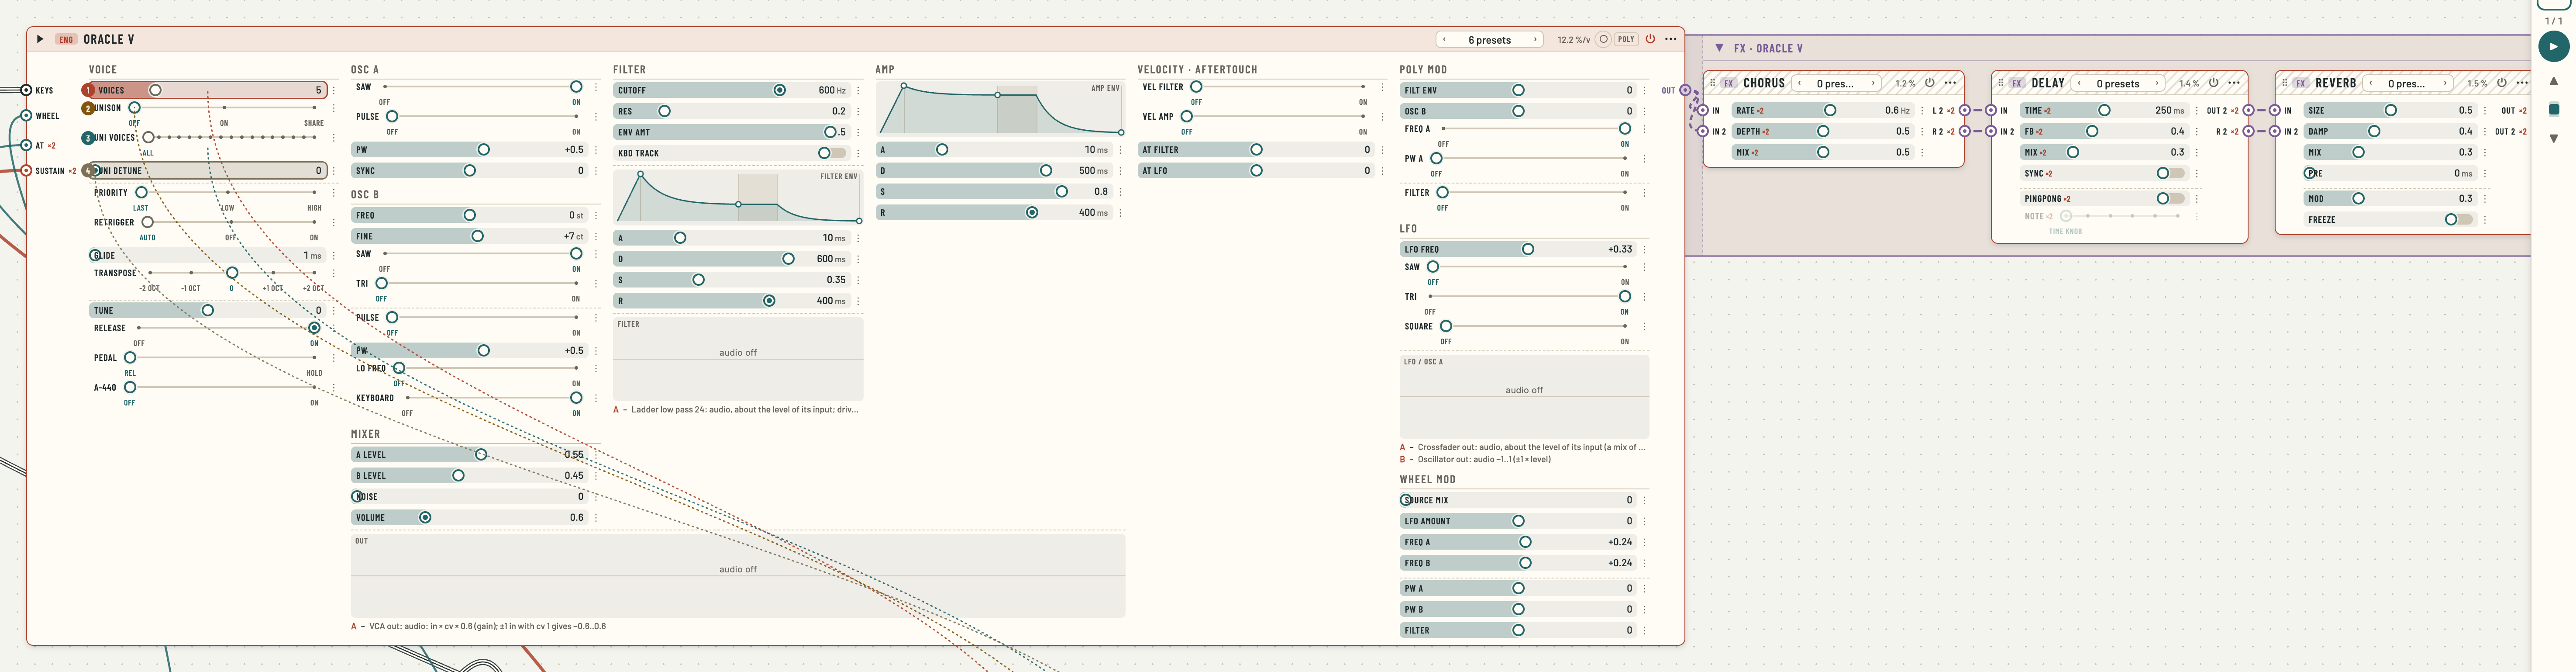 ENG ORACLE V
6 presets
12.2 %/v
POLY
KEYS
WHEEL
AT ×2
SUSTAIN ×2
VOICE
1 VOICES 5
2 UNISON
OFF ON SHARE
3 UNI VOICES
ALL
4 UNI DETUNE 0
PRIORITY
LAST LOW HIGH
RETRIGGER
AUTO OFF ON
GLIDE 1 ms
TRANSPOSE
-2 OCT -1 OCT 0 +1 OCT +2 OCT
TUNE 0
RELEASE
OFF ON
PEDAL
REL HOLD
A-440
OFF ON
OSC A
SAW
OFF ON
PULSE
OFF ON
PW +0.5
SYNC 0
OSC B
FREQ 0 st
FINE +7 ct
SAW
OFF ON
TRI
OFF ON
PULSE
OFF ON
PW +0.5
LO FREQ
OFF ON
KEYBOARD
OFF ON
MIXER
A LEVEL 0.55
B LEVEL 0.45
NOISE 0
VOLUME 0.6
OUT
audio off
A – VCA out: audio: in × cv × 0.6 (gain); ±1 in with cv 1 gives −0.6..0.6
FILTER
CUTOFF 600 Hz
RES 0.2
ENV AMT .5
KBD TRACK
FILTER ENV
A 10 ms
D 600 ms
S 0.35
R 400 ms
FILTER
audio off
A – Ladder low pass 24: audio, about the level of its input; driv...
AMP
AMP ENV
A 10 ms
D 500 ms
S 0.8
R 400 ms
VELOCITY · AFTERTOUCH
VEL FILTER
OFF ON
VEL AMP
OFF ON
AT FILTER 0
AT LFO 0
POLY MOD
FILT ENV 0
OSC B 0
FREQ A
OFF ON
PW A
OFF ON
FILTER
OFF ON
LFO
LFO FREQ +0.33
SAW
OFF ON
TRI
OFF ON
SQUARE
OFF ON
LFO / OSC A
audio off
A – Crossfader out: audio, about the level of its input (a mix of ...
B – Oscillator out: audio −1..1 (±1 × level)
WHEEL MOD
SOURCE MIX 0
LFO AMOUNT 0
FREQ A +0.24
FREQ B +0.24
PW A 0
PW B 0
FILTER 0
OUT
FX · ORACLE V
FX CHORUS
0 pres...
1.2 %
IN RATE ×2 0.6 Hz L 2
IN 2 DEPTH ×2 0.5 R ×2
MIX ×2 0.5
FX DELAY
0 presets
1.4 %
IN TIME ×2 250 ms OUT 2
IN 2 FB ×2 0.4 R ×2
MIX ×2 0.3
SYNC ×2
PINGPONG ×2
NOTE ×2
TIME KNOB
FX REVERB
0 pres...
1.5 %
IN SIZE 0.5 OUT ×2
IN 2 DAMP 0.4 OUT 2 ×2
MIX 0.3
PRE 0 ms
MOD 0.3
FREEZE
1 / 1